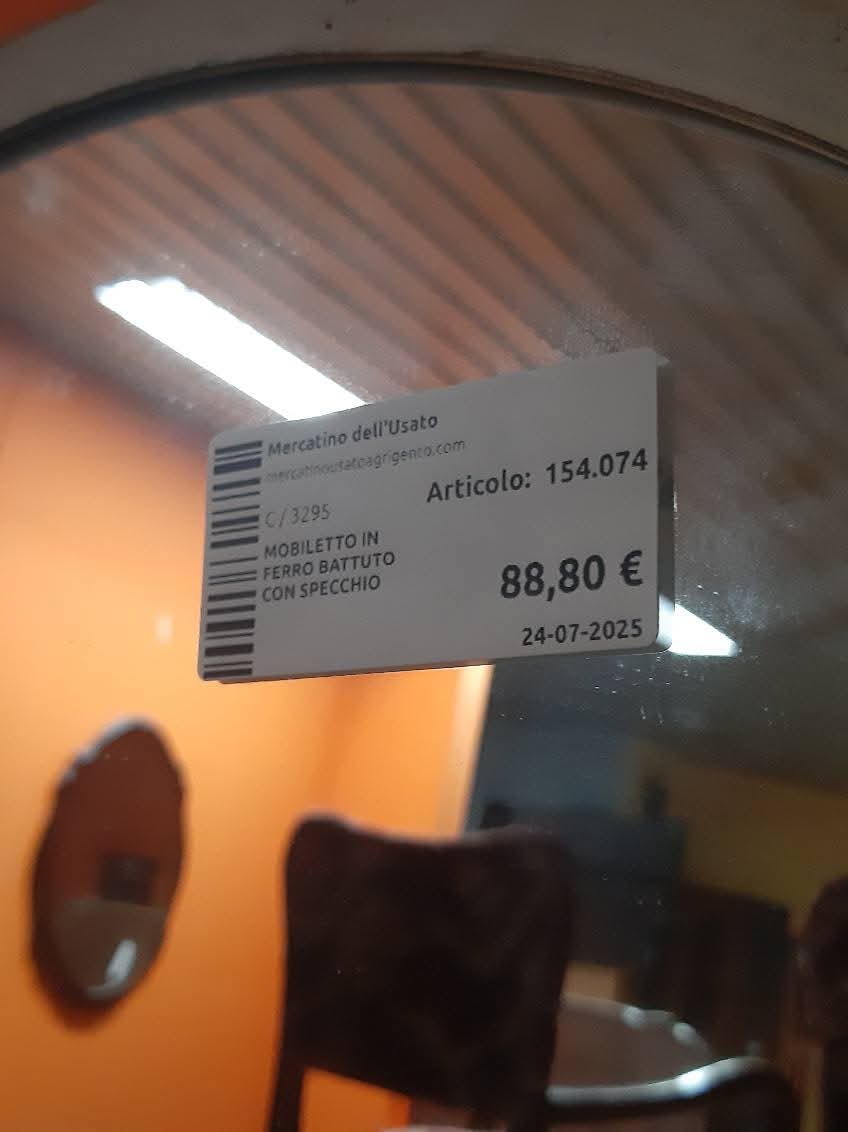 Mercatino dell'Usato
mercatinousatoagrigento.com
Articolo: 154.074
C / 3295
MOBILETTO IN
FERRO BATTUTO
CON SPECCHIO
88,80 €
24-07-2025